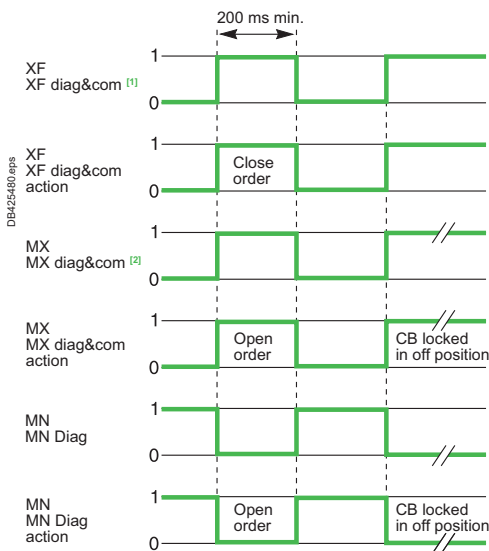 200 ms min.
1
XF
XF diag&com [1]
0
1
XF
XF diag&com
action
Close
order
0
DB425480.eps
1
MX
MX diag&com [2]
0
1
MX
MX diag&com
action
Open
order
CB locked
in off position
0
1
MN
MN Diag
0
1
MN
MN Diag
action
Open
order
CB locked
in off position
0